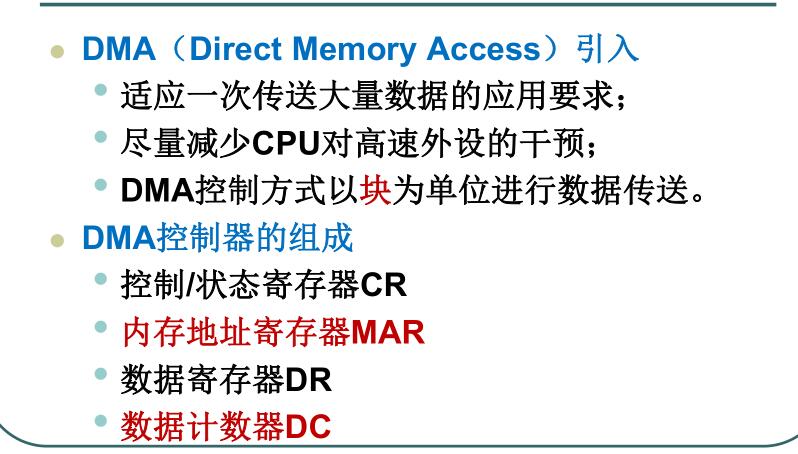 DMA（Direct Memory Access）引入
适应一次传送大量数据的应用要求；
尽量减少CPU对高速外设的干预；
DMA控制方式以块为单位进行数据传送。
DMA控制器的组成
控制/状态寄存器CR
内存地址寄存器MAR
数据寄存器DR
数据计数器DC